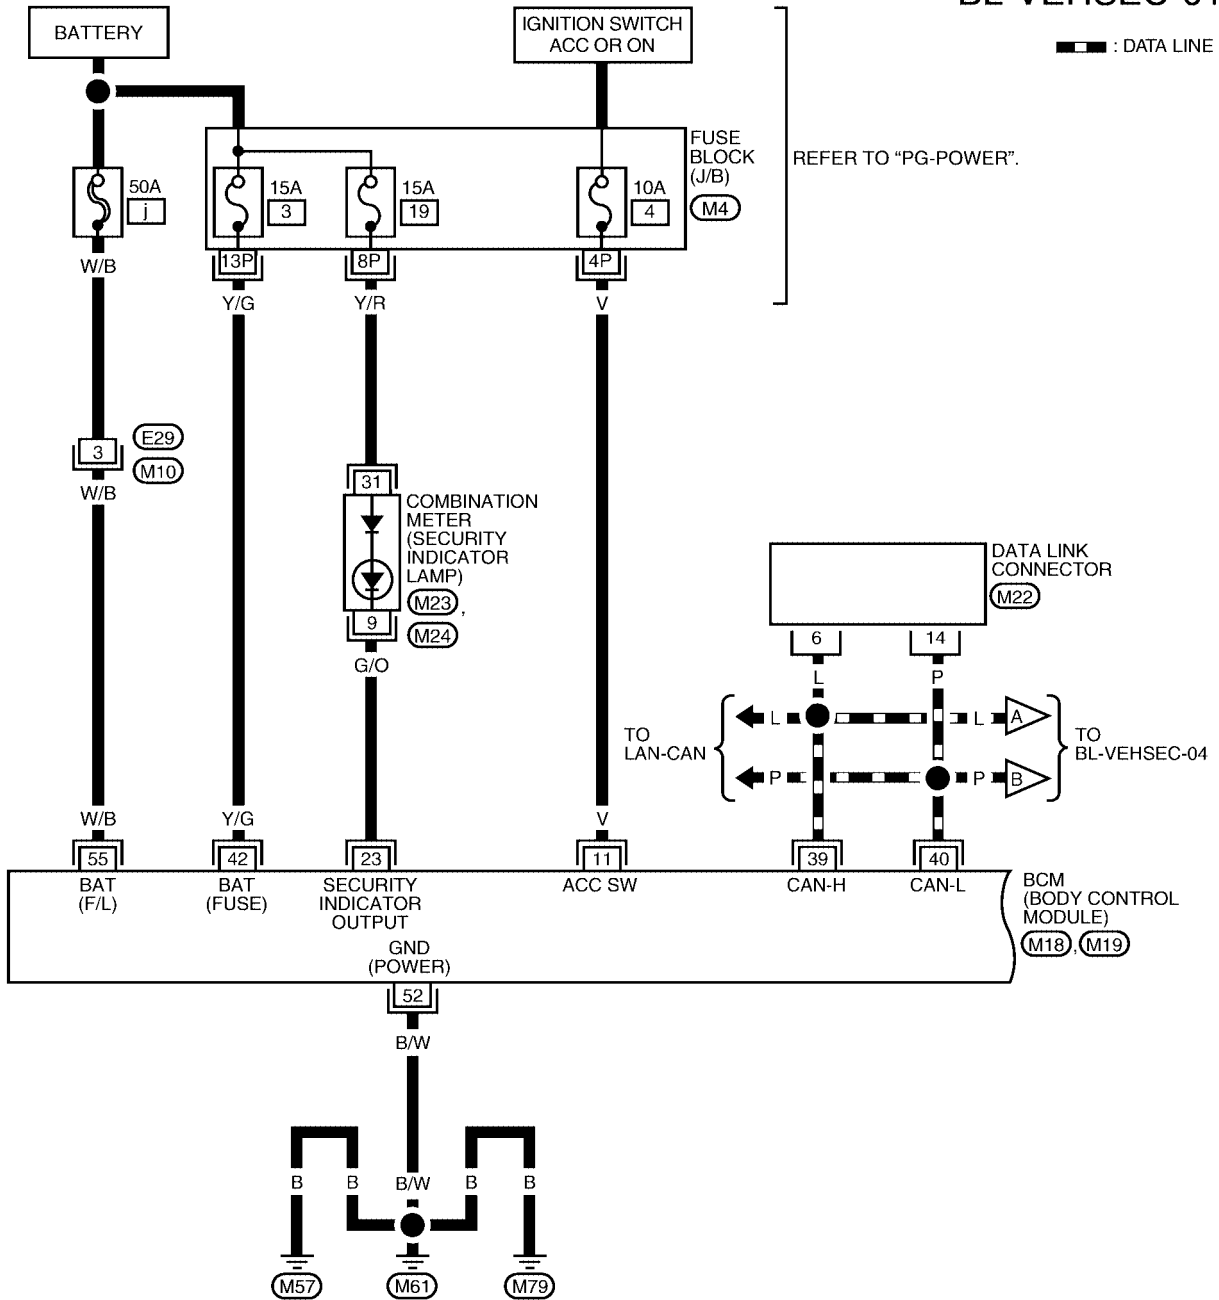 BATTERY
IGNITION SWITCH
ACC OR ON
: DATA LINE
FUSE
BLOCK
(J/B)
M4
REFER TO “PG-POWER”.
50A
j
15A
3
15A
19
10A
4
13P
8P
4P
W/B
Y/G
Y/R
V
3
E29
M10
W/B
31
COMBINATION
METER
(SECURITY
INDICATOR
LAMP)
M23 ,
M24
9
G/O
DATA LINK
CONNECTOR
M22
6
14
L
P
TO
LAN-CAN
L
L
A
P
P
B
TO
BL-VEHSEC-04
W/B
Y/G
V
55
42
23
11
39
40
BAT
(F/L)
BAT
(FUSE)
SECURITY
INDICATOR
OUTPUT
ACC SW
CAN-H
CAN-L
BCM
(BODY CONTROL
MODULE)
M18 , M19
GND
(POWER)
52
B/W
B
B
B/W
B
B
M57
M61
M79